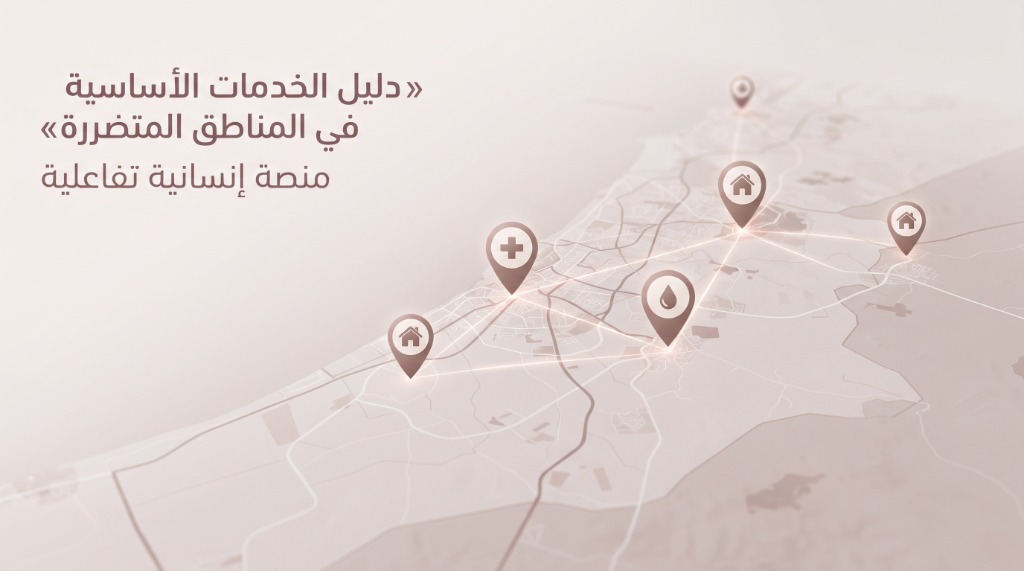 «دليل الخدمات الأساسية
في المناطق المتضررة»
منصة إنسانية تفاعلية